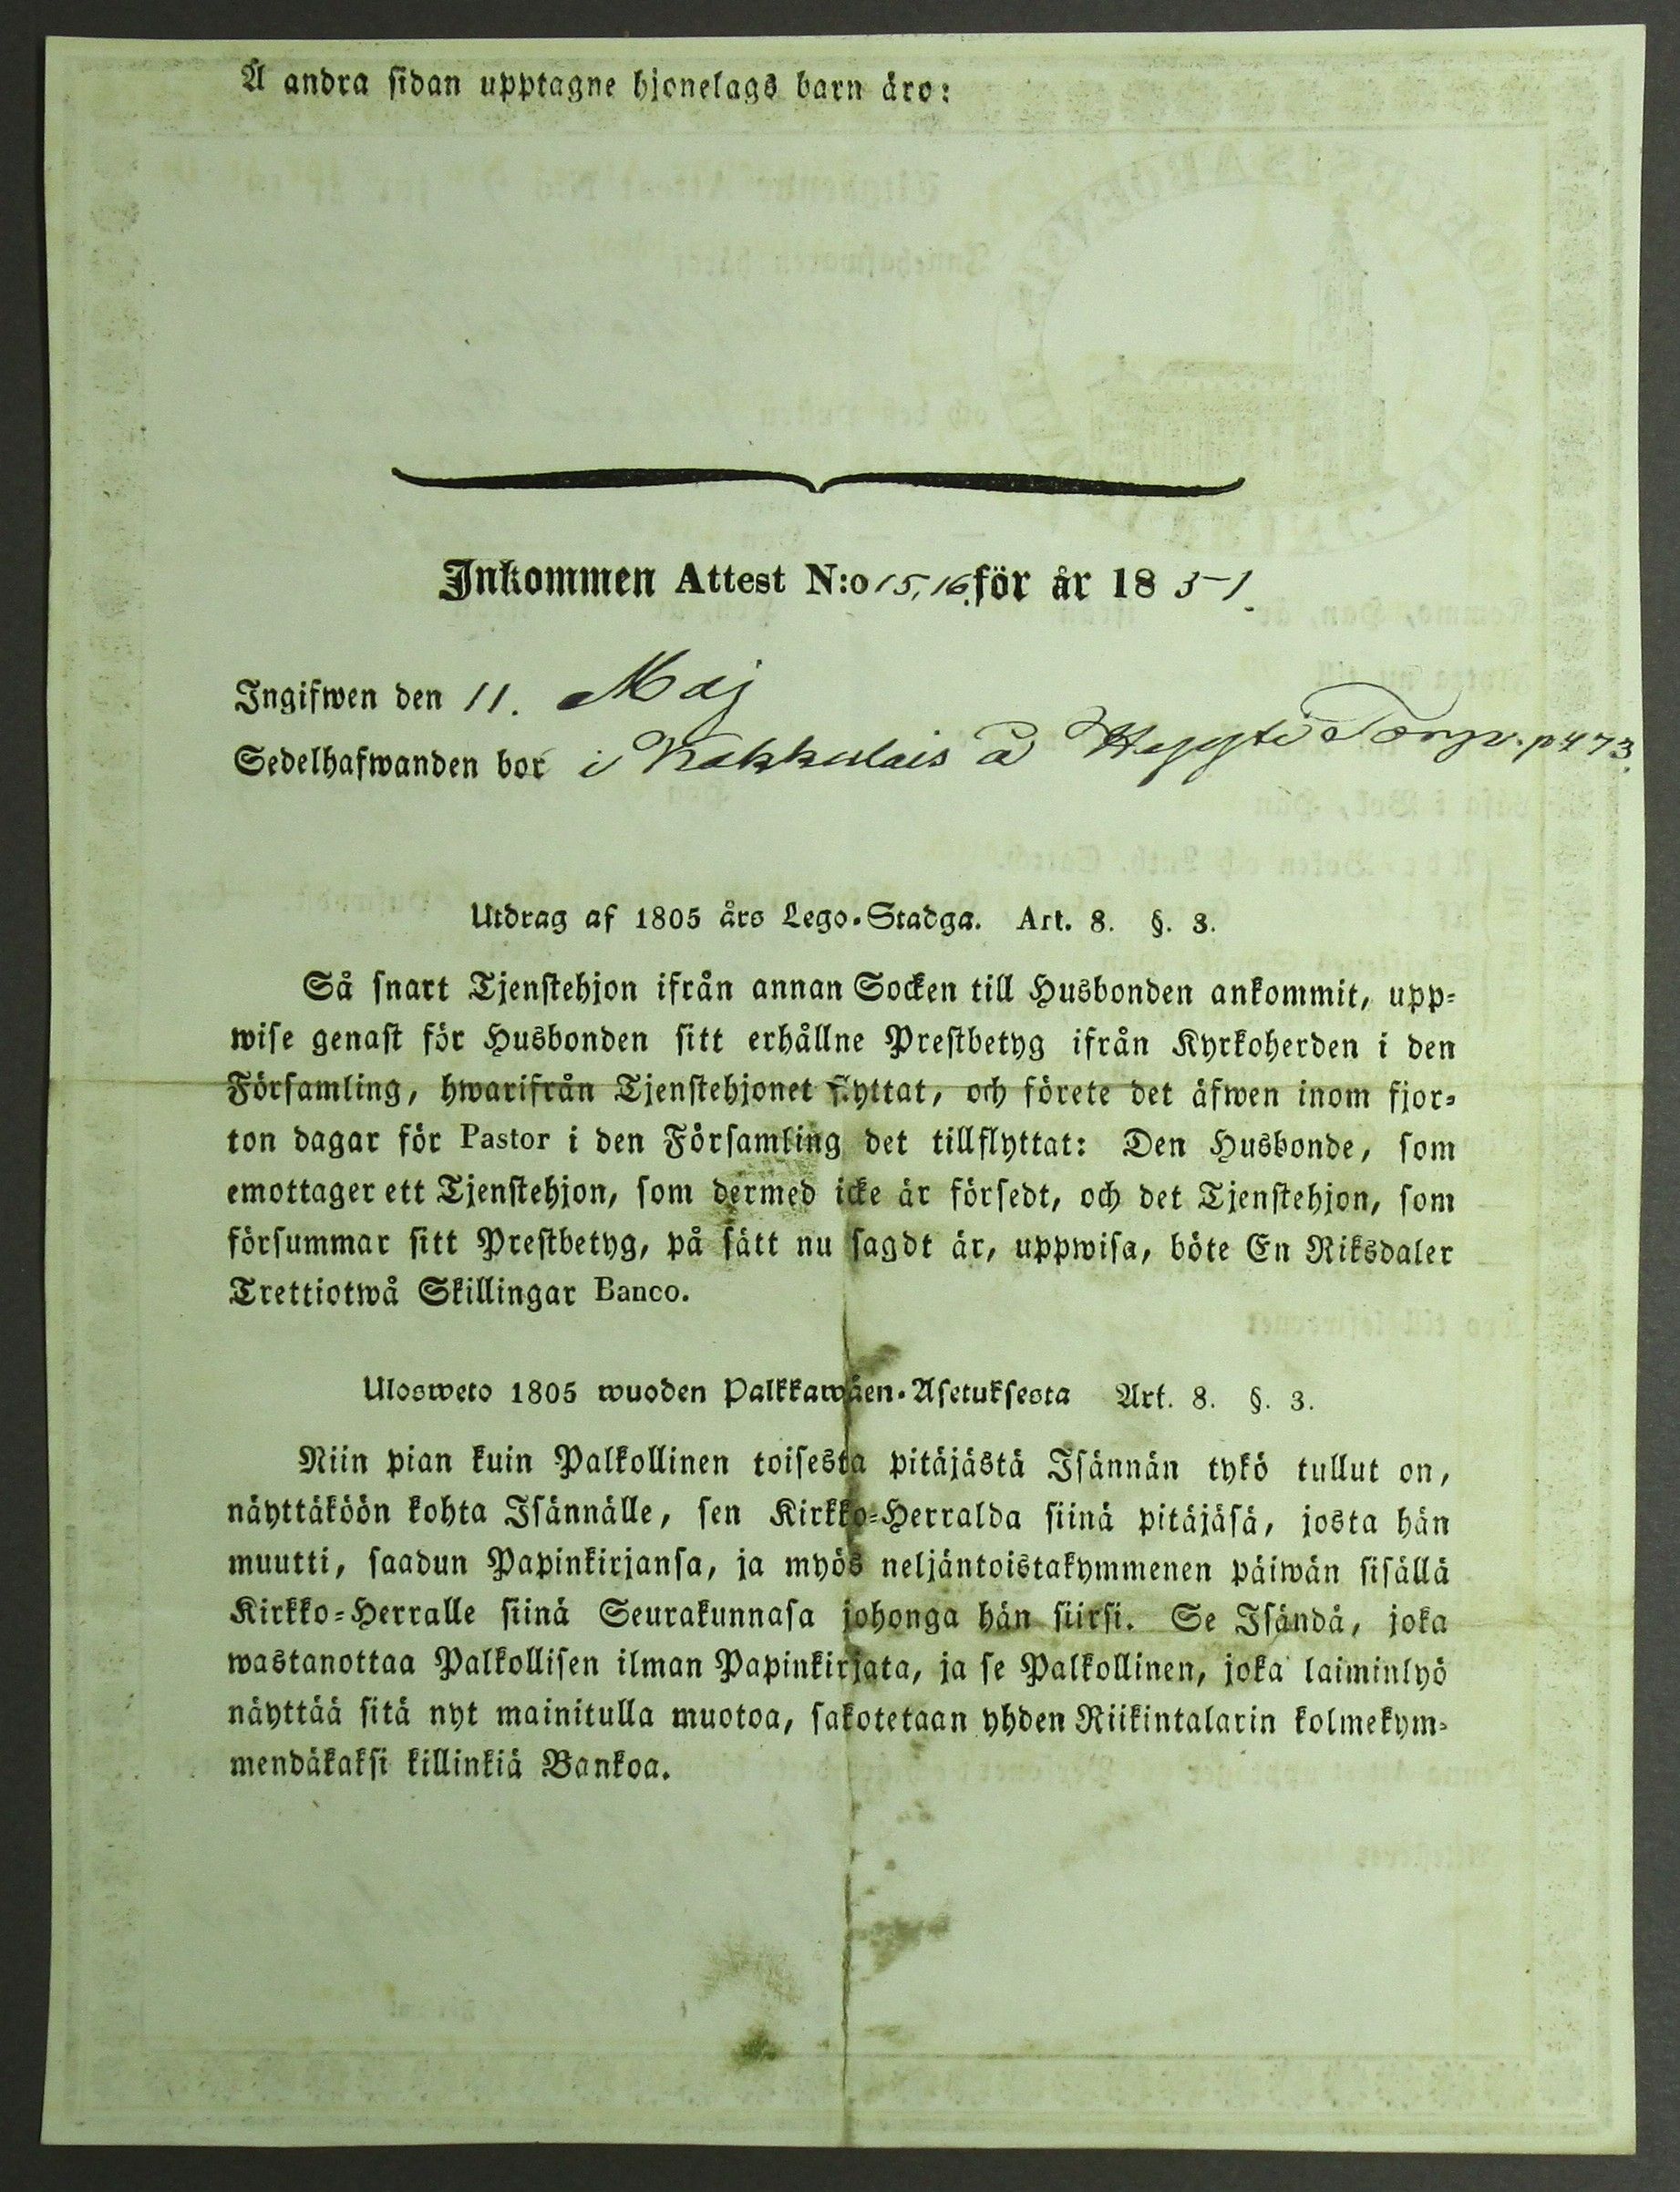 Å andra sidan upptagne hjonelags barn äro:
Inkommen Attest N:o 15, 16. för år 1851.
Ingifwen den 11. Maj
Sedelhafwanden bor i Kakkulais å Torp. p 473.
Utdrag af 1805 års Lego-Stadga. Art. 8. §. 3.
Så snart Tjenstehjon ifrån annan Socken till Husbonden ankommit, upp-
wise genast för Husbonden sitt erhållne Prestbetyg ifrån Kyrkoherden i den
Församling, hwarifrån Tjenstehjonet flyttat, och förete det äfwen inom fjor-
ton dagar för Pastor i den Församling det tillflyttat: Den Husbonde, som
emottager ett Tjenstehjon, som dermed icke är försedt, och det Tjenstehjon, som
försummar sitt Prestbetyg, på sätt nu sagdt är, uppwisa, böte En Riksdaler
Trettiotwå Skillingar Banco.
Ulosweto 1805 wuoden Palkkawäen-Asetuksesta Art. 8. §. 3.
Niin pian kuin Palkollinen toisesta pitäjästä Isännän tykö tullut on,
näyttäköön kohta Isännälle, sen Kirkko-Herralda siinä pitäjäsä, josta hän
muutti, saadun Papinkirjansa, ja myös neljäntoistakymmenen päiwän sisällä
Kirkko-Herralle siinä Seurakunnasa johonga hän siirsi. Se Isändä, joka
wastanottaa Palkollisen ilman Papinkirjata, ja se Palkollinen, joka laiminlyö
näyttää sitä nyt mainitulla muotoa, sakotetaan yhden Riikintalarin kolmekym-
mendäkaksi killinkiä Bankoa.